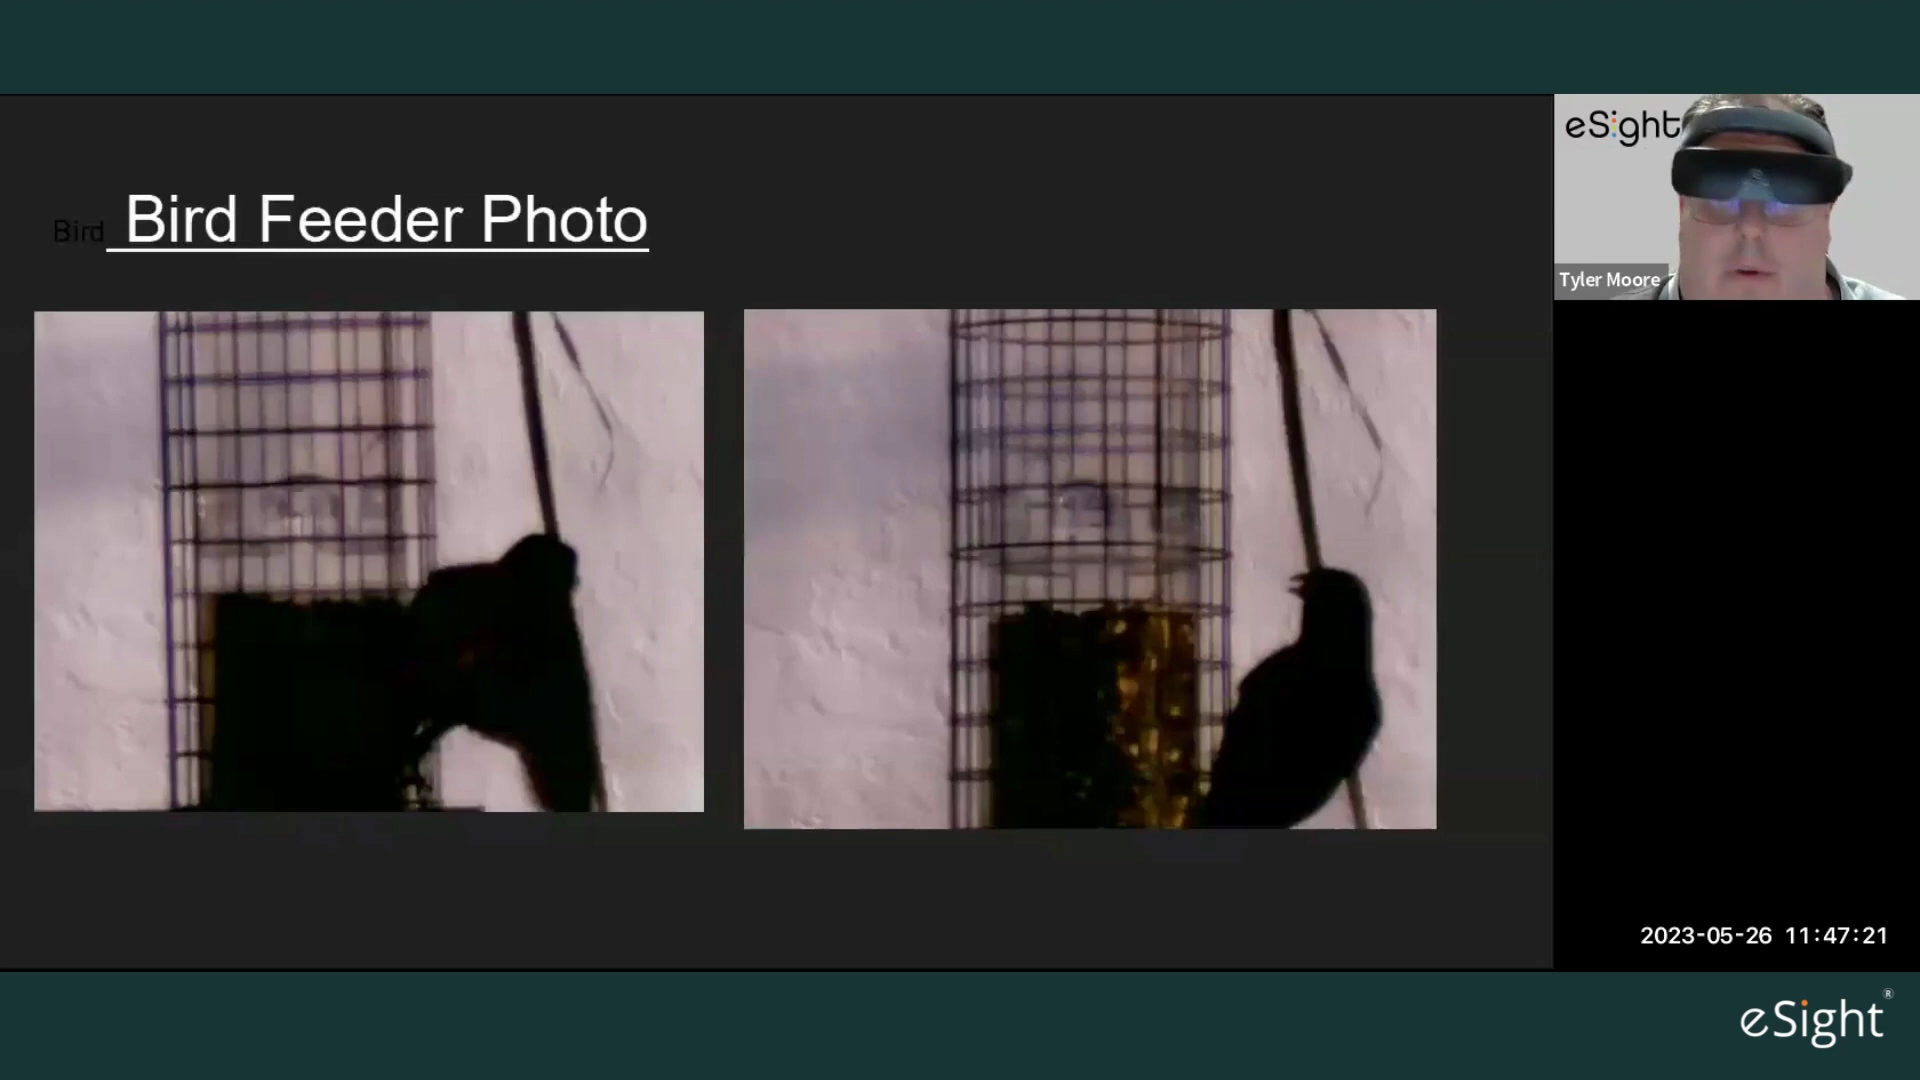 Bird Bird Feeder Photo
eSight
Tyler Moore
2023-05-26 11:47:21
eSight®